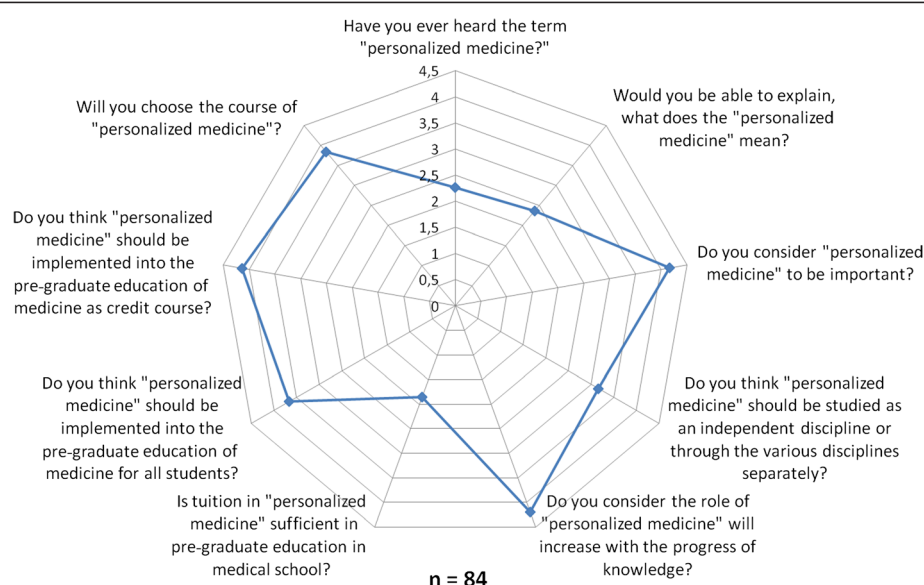 Have you ever heard the term
"personalized medicine?"
4,5
4
3,5
3
2,5
2
1,5
1
0,5
0
Would you be able to explain,
what does the "personalized
medicine" mean?
Do you consider "personalized
medicine" to be important?
Do you think "personalized
medicine" should be studied as
an independent discipline or
through the various disciplines
separately?
Do you consider the role of
"personalized medicine" will
increase with the progress of
knowledge?
Is tuition in "personalized
medicine" sufficient in
pre-graduate education in
medical school?
Do you think "personalized
medicine" should be
implemented into the
pre-graduate education of
medicine for all students?
Do you think "personalized
medicine" should be
implemented into the
pre-graduate education of
medicine as credit course?
Will you choose the course of
"personalized medicine"?
n = 84